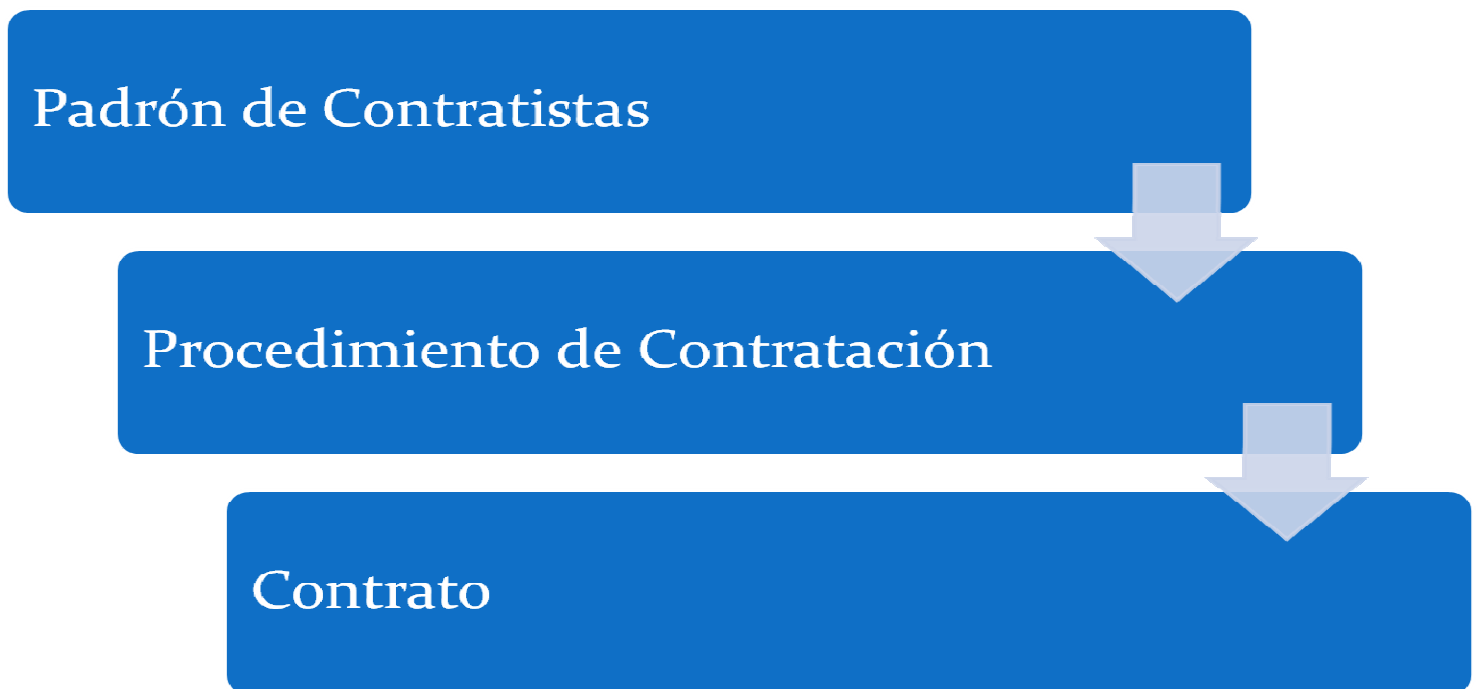 Padrón de Contratistas
Procedimiento de Contratación
Contrato